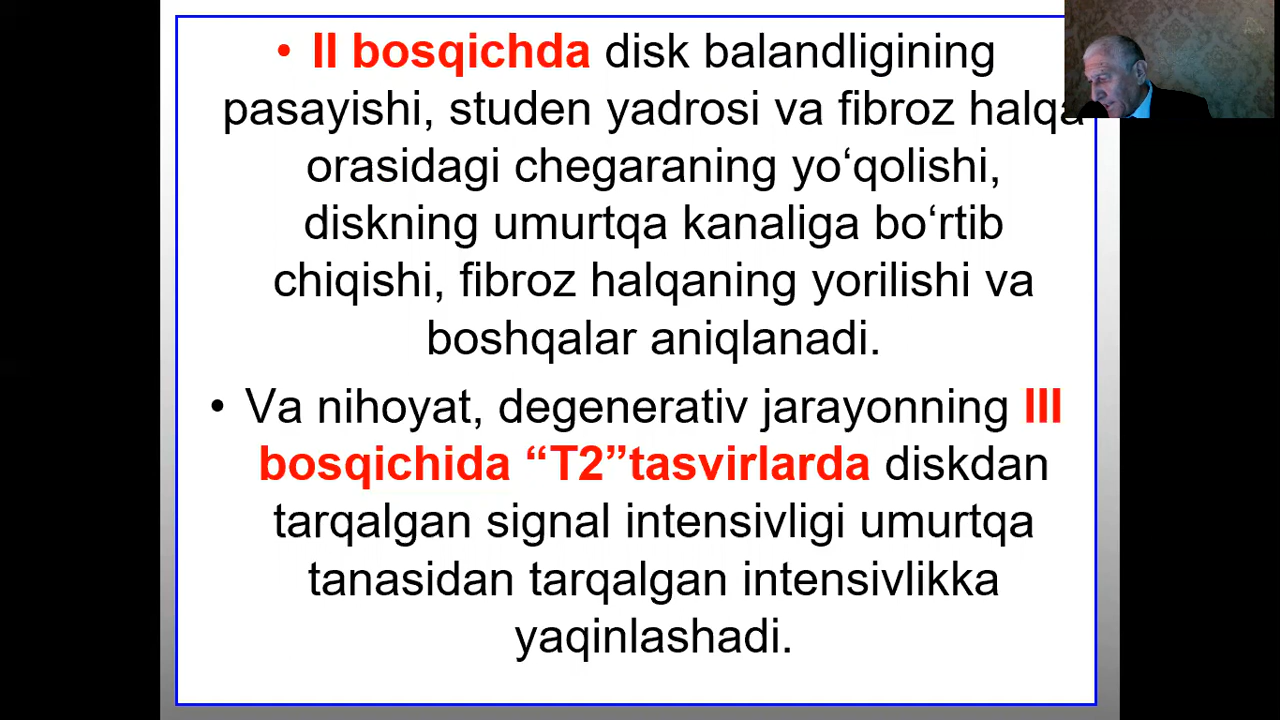 • II bosqichda disk balandligining
pasayishi, studen yadrosi va fibroz halqa
orasidagi chegaraning yo‘qolishi,
diskning umurtqa kanaliga bo‘rtib
chiqishi, fibroz halqaning yorilishi va
boshqalar aniqlanadi.
• Va nihoyat, degenerativ jarayonning III
bosqichida “T2”tasvirlarda diskdan
tarqalgan signal intensivligi umurtqa
tanasidan tarqalgan intensivlikka
yaqinlashadi.